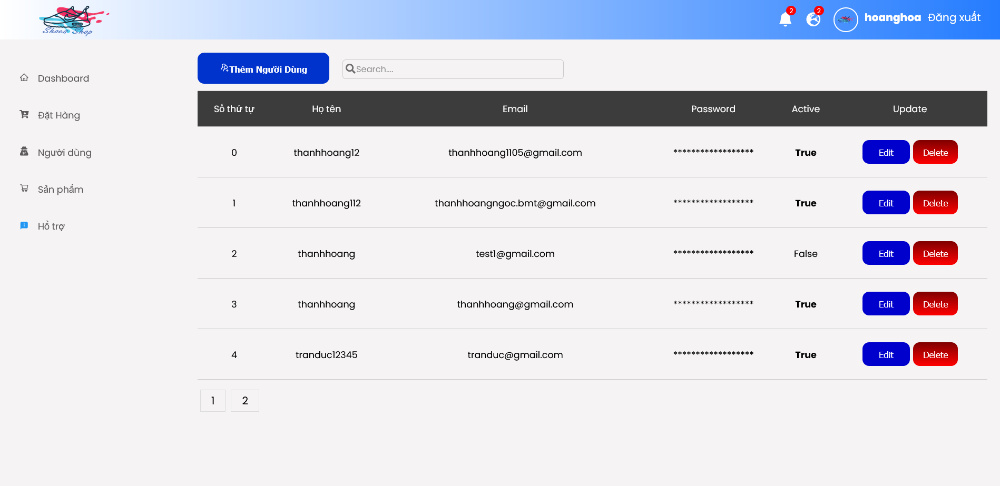 Shoes Shop
2
2
hoanghoa Đăng xuất
Dashboard
Đặt Hàng
Người dùng
Sản phẩm
Hổ trợ
Thêm Người Dùng
Search....
Số thứ tự Họ tên Email Password Active Update
0 thanhhoang12 thanhhoang1105@gmail.com ****************** True Edit Delete
1 thanhhoang112 thanhhoangngoc.bmt@gmail.com ****************** True Edit Delete
2 thanhhoang test1@gmail.com ****************** False Edit Delete
3 thanhhoang thanhhoang@gmail.com ****************** True Edit Delete
4 tranduc12345 tranduc@gmail.com ****************** True Edit Delete
1 2